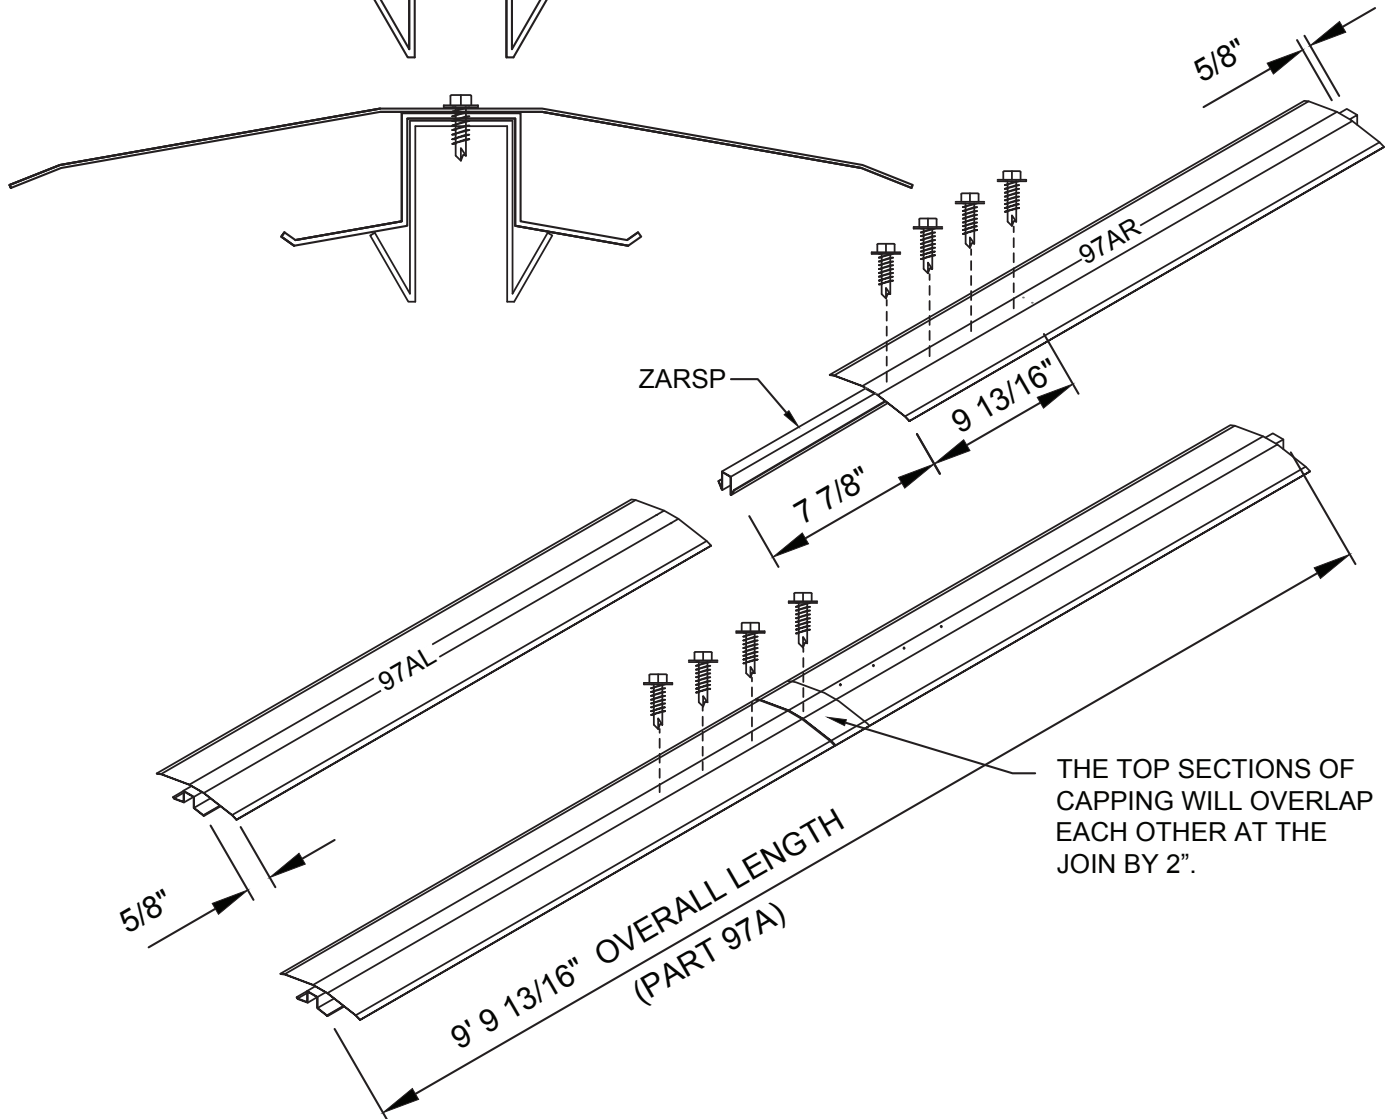 5/8"
97AR
ZARSP
9 13/16"
7 7/8"
97AL
THE TOP SECTIONS OF
CAPPING WILL OVERLAP
EACH OTHER AT THE
JOIN BY 2”.
5/8"
9' 9 13/16" OVERALL LENGTH
(PART 97A)